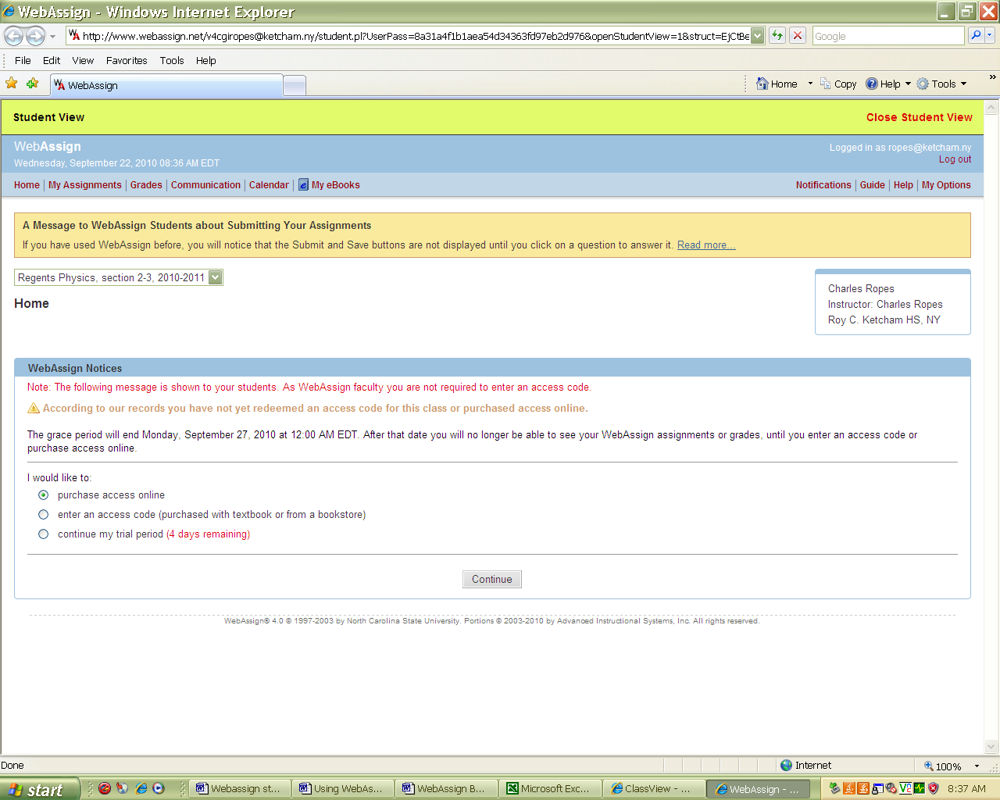 WebAssign - Windows Internet Explorer
http://www.webassign.net/v4cgiropes@ketcham.ny/student.pl?UserPass=8a31a4f1b1aea54d34363fd97eb2d976&openStudentView=1&struct=EjCtBe
Google
File Edit View Favorites Tools Help
WebAssign
Home Copy Help Tools »
Student View
Close Student View
WebAssign
Logged in as ropes@ketcham.ny
Wednesday, September 22, 2010 08:36 AM EDT
Log out
Home | My Assignments | Grades | Communication | Calendar | My eBooks
Notifications | Guide | Help | My Options
A Message to WebAssign Students about Submitting Your Assignments
If you have used WebAssign before, you will notice that the Submit and Save buttons are not displayed until you click on a question to answer it. Read more...
Regents Physics, section 2-3, 2010-2011
Home
Charles Ropes
Instructor: Charles Ropes
Roy C. Ketcham HS, NY
WebAssign Notices
Note: The following message is shown to your students. As WebAssign faculty you are not required to enter an access code.
According to our records you have not yet redeemed an access code for this class or purchased access online.
The grace period will end Monday, September 27, 2010 at 12:00 AM EDT. After that date you will no longer be able to see your WebAssign assignments or grades, until you enter an access code or
purchase access online.
I would like to:
purchase access online
enter an access code (purchased with textbook or from a bookstore)
continue my trial period (4 days remaining)
Continue
WebAssign® 4.0 © 1997-2003 by North Carolina State University. Portions © 2003-2010 by Advanced Instructional Systems, Inc. All rights reserved.
Done
Internet
100%
start
Webassign st...
Using WebAs...
WebAssign B...
Microsoft Exc...
ClassView - ...
WebAssign - ...
8:37 AM